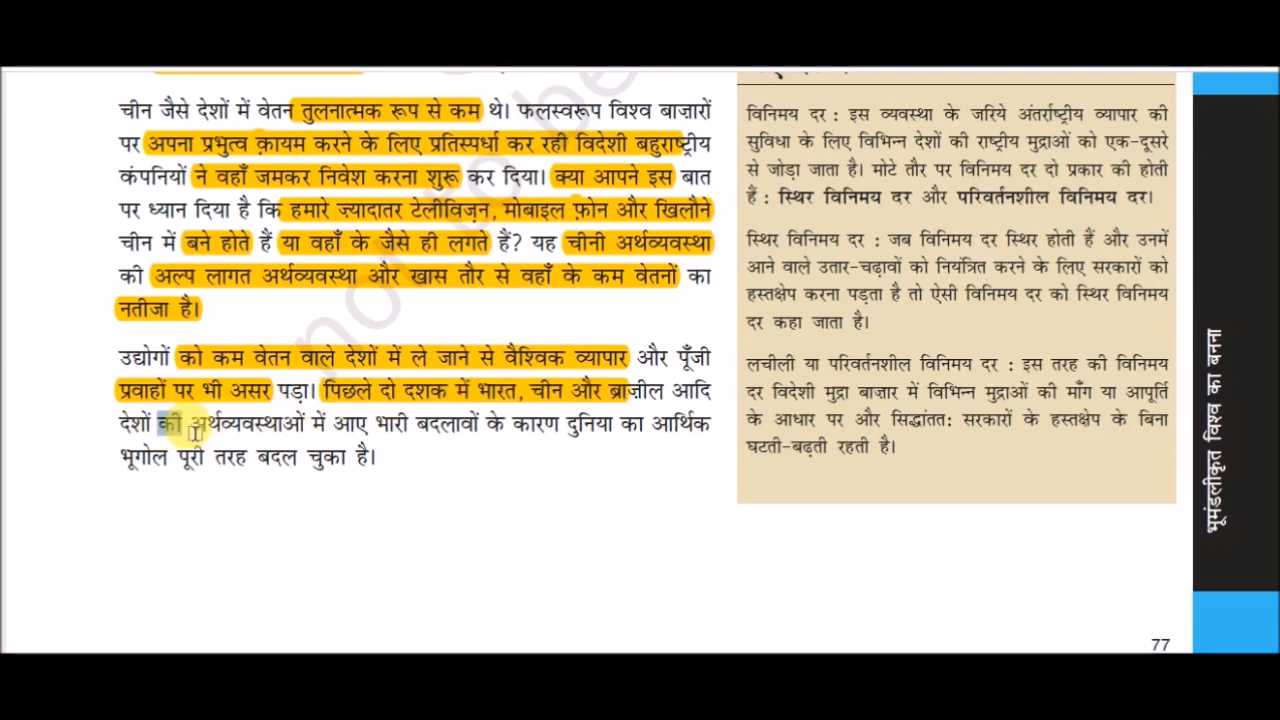 चीन जैसे देशों में वेतन तुलनात्मक रूप से कम थे। फलस्वरूप विश्व बाज़ारों
पर अपना प्रभुत्व क़ायम करने के लिए प्रतिस्पर्धा कर रही विदेशी बहुराष्ट्रीय
कंपनियों ने वहाँ जमकर निवेश करना शुरू कर दिया। क्या आपने इस बात
पर ध्यान दिया है कि हमारे ज़्यादातर टेलीविज़न, मोबाइल फ़ोन और खिलौने
चीन में बने होते हैं या वहाँ के जैसे ही लगते हैं? यह चीनी अर्थव्यवस्था
की अल्प लागत अर्थव्यवस्था और खास तौर से वहाँ के कम वेतनों का
नतीजा है।
उद्योगों को कम वेतन वाले देशों में ले जाने से वैश्विक व्यापार और पूँजी
प्रवाहों पर भी असर पड़ा। पिछले दो दशक में भारत, चीन और ब्राज़ील आदि
देशों की अर्थव्यवस्थाओं में आए भारी बदलावों के कारण दुनिया का आर्थिक
भूगोल पूरी तरह बदल चुका है।
विनिमय दर : इस व्यवस्था के जरिये अंतर्राष्ट्रीय व्यापार की
सुविधा के लिए विभिन्न देशों की राष्ट्रीय मुद्राओं को एक-दूसरे
से जोड़ा जाता है। मोटे तौर पर विनिमय दर दो प्रकार की होती
हैं : स्थिर विनिमय दर और परिवर्तनशील विनिमय दर।
स्थिर विनिमय दर : जब विनिमय दर स्थिर होती हैं और उनमें
आने वाले उतार-चढ़ावों को नियंत्रित करने के लिए सरकारों को
हस्तक्षेप करना पड़ता है तो ऐसी विनिमय दर को स्थिर विनिमय
दर कहा जाता है।
लचीली या परिवर्तनशील विनिमय दर : इस तरह की विनिमय
दर विदेशी मुद्रा बाज़ार में विभिन्न मुद्राओं की माँग या आपूर्ति
के आधार पर और सिद्धांतत: सरकारों के हस्तक्षेप के बिना
घटती-बढ़ती रहती है।
भूमंडलीकृत विश्व का बनना
77
not to be